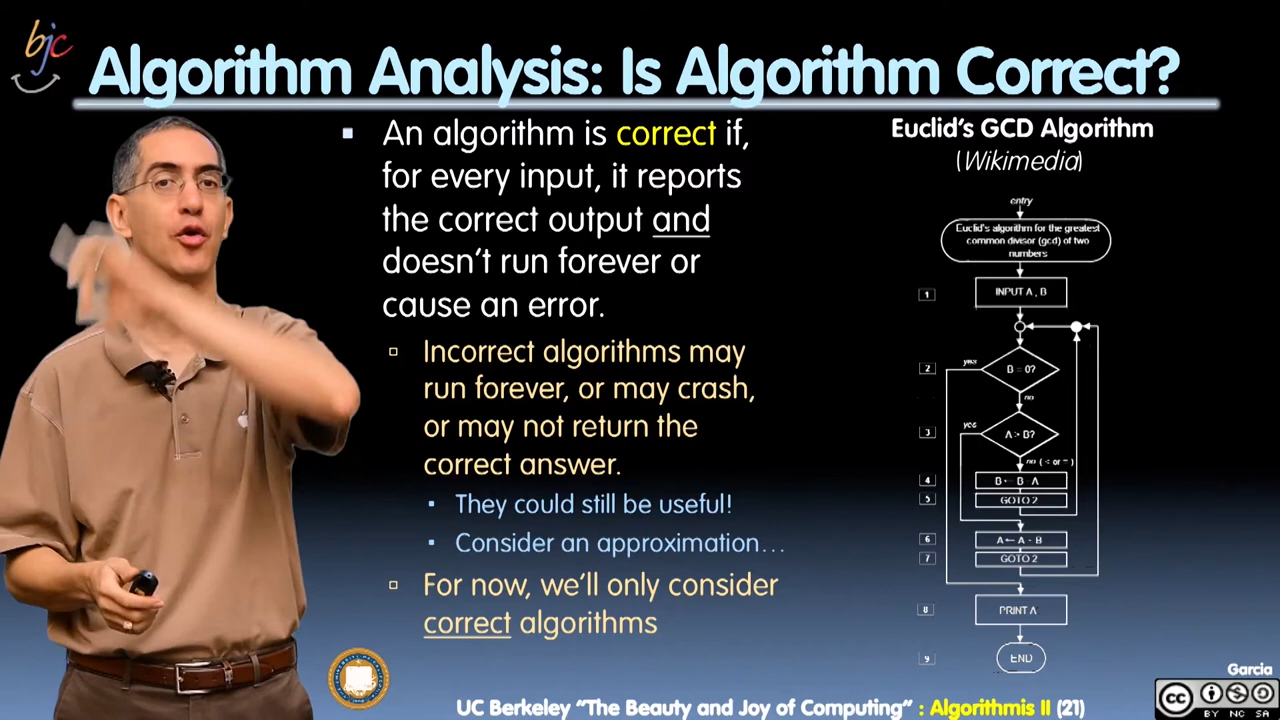 bjc
Algorithm Analysis: Is Algorithm Correct?
An algorithm is correct if,
for every input, it reports
the correct output and
doesn't run forever or
cause an error.
Incorrect algorithms may
run forever, or may crash,
or may not return the
correct answer.
They could still be useful!
Consider an approximation…
For now, we'll only consider
correct algorithms
Euclid's GCD Algorithm
(Wikimedia)
entry
Euclid's algorithm for the greatest
common divisor (gcd) of two
numbers
1
INPUT A, B
2
yes
B = 0?
no
3
yes
A > B?
no (< or =)
4
B ← B - A
5
GOTO 2
6
A ← A - B
7
GOTO 2
8
PRINT A
9
END
Garcia
cc
BY NC SA
UC Berkeley "The Beauty and Joy of Computing" : Algorithmis II (21)